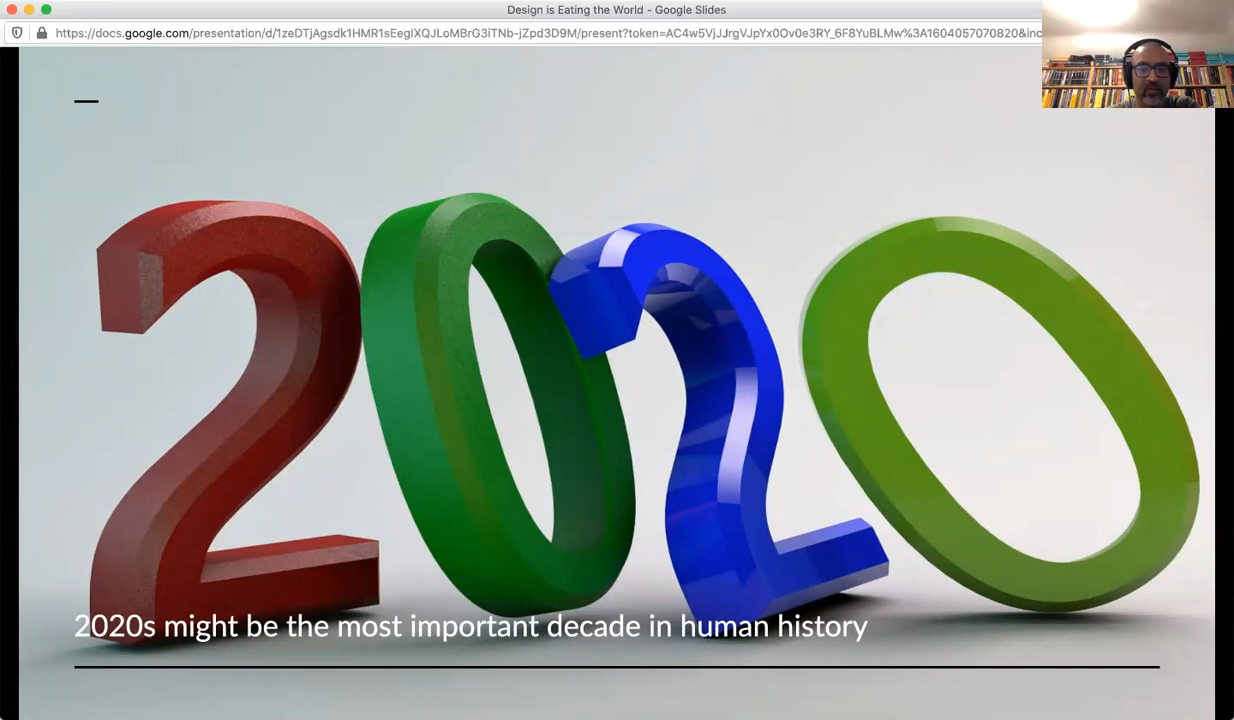 Design is Eating the World - Google Slides
https://docs.google.com/presentation/d/1zeDTjAgsdk1HMR1sEegIXQJLoMBrG3iTNb-jZpd3D9M/present?token=AC4w5VjJJrgVJpYx0Ov0e3RY_6F8YuBLMw%3A1604057070820&inc
2020
2020s might be the most important decade in human history